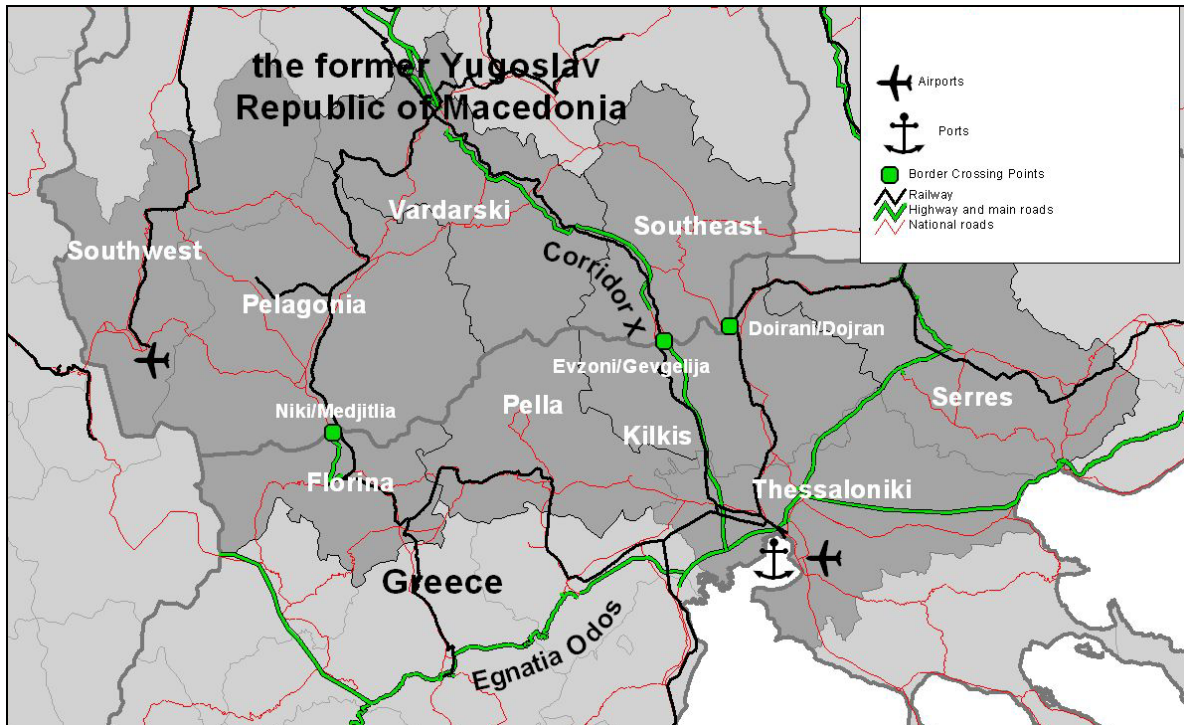 the former Yugoslav
Republic of Macedonia
Airports
Ports
Border Crossing Points
Railway
Highway and main roads
National roads
Vardarski
Southeast
Southwest
Corridor X
Pelagonia
Doirani/Dojran
Evzoni/Gevgelija
Serres
Pella
Niki/Medjitlia
Kilkis
Florina
Thessaloniki
Greece
Egnatia Odos